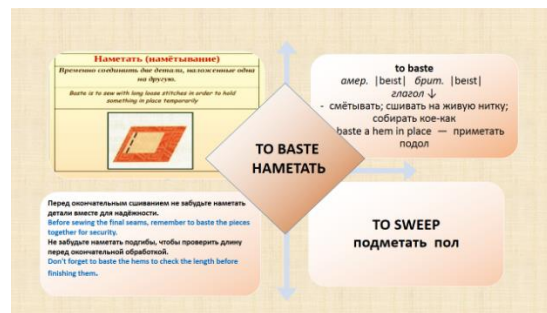 Наметать (намётывание)
Временно соединять две детали, наложенные одна
на другую.
Baste is to sew with long loose stitches in order to hold
something in place temporarily
to baste
амер. |beɪst| брит. |beɪst|
глагол ↓
- смётывать; сшивать на живую нитку;
собирать кое-как
baste a hem in place — приметать
подол
TO BASTE
НАМЕТАТЬ
Перед окончательным сшиванием не забудьте наметать
детали вместе для надёжности.
Before sewing the final seams, remember to baste the pieces
together for security.
Не забудьте наметать подгибы, чтобы проверить длину
перед окончательной обработкой.
Don't forget to baste the hems to check the length before
finishing them.
TO SWEEP
подметать пол